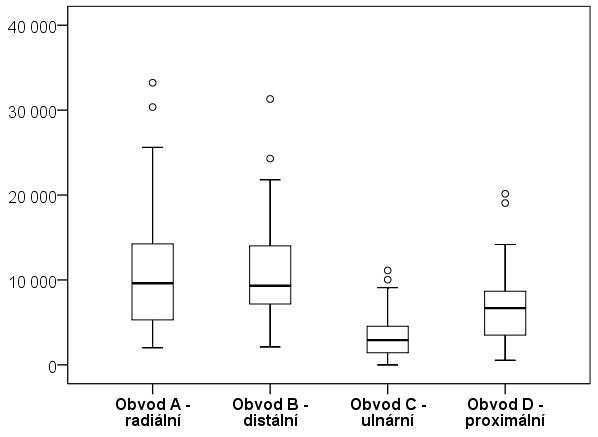 40 000
30 000
20 000
10 000
0
Obvod A - radiální
Obvod B - distální
Obvod C - ulnární
Obvod D - proximální